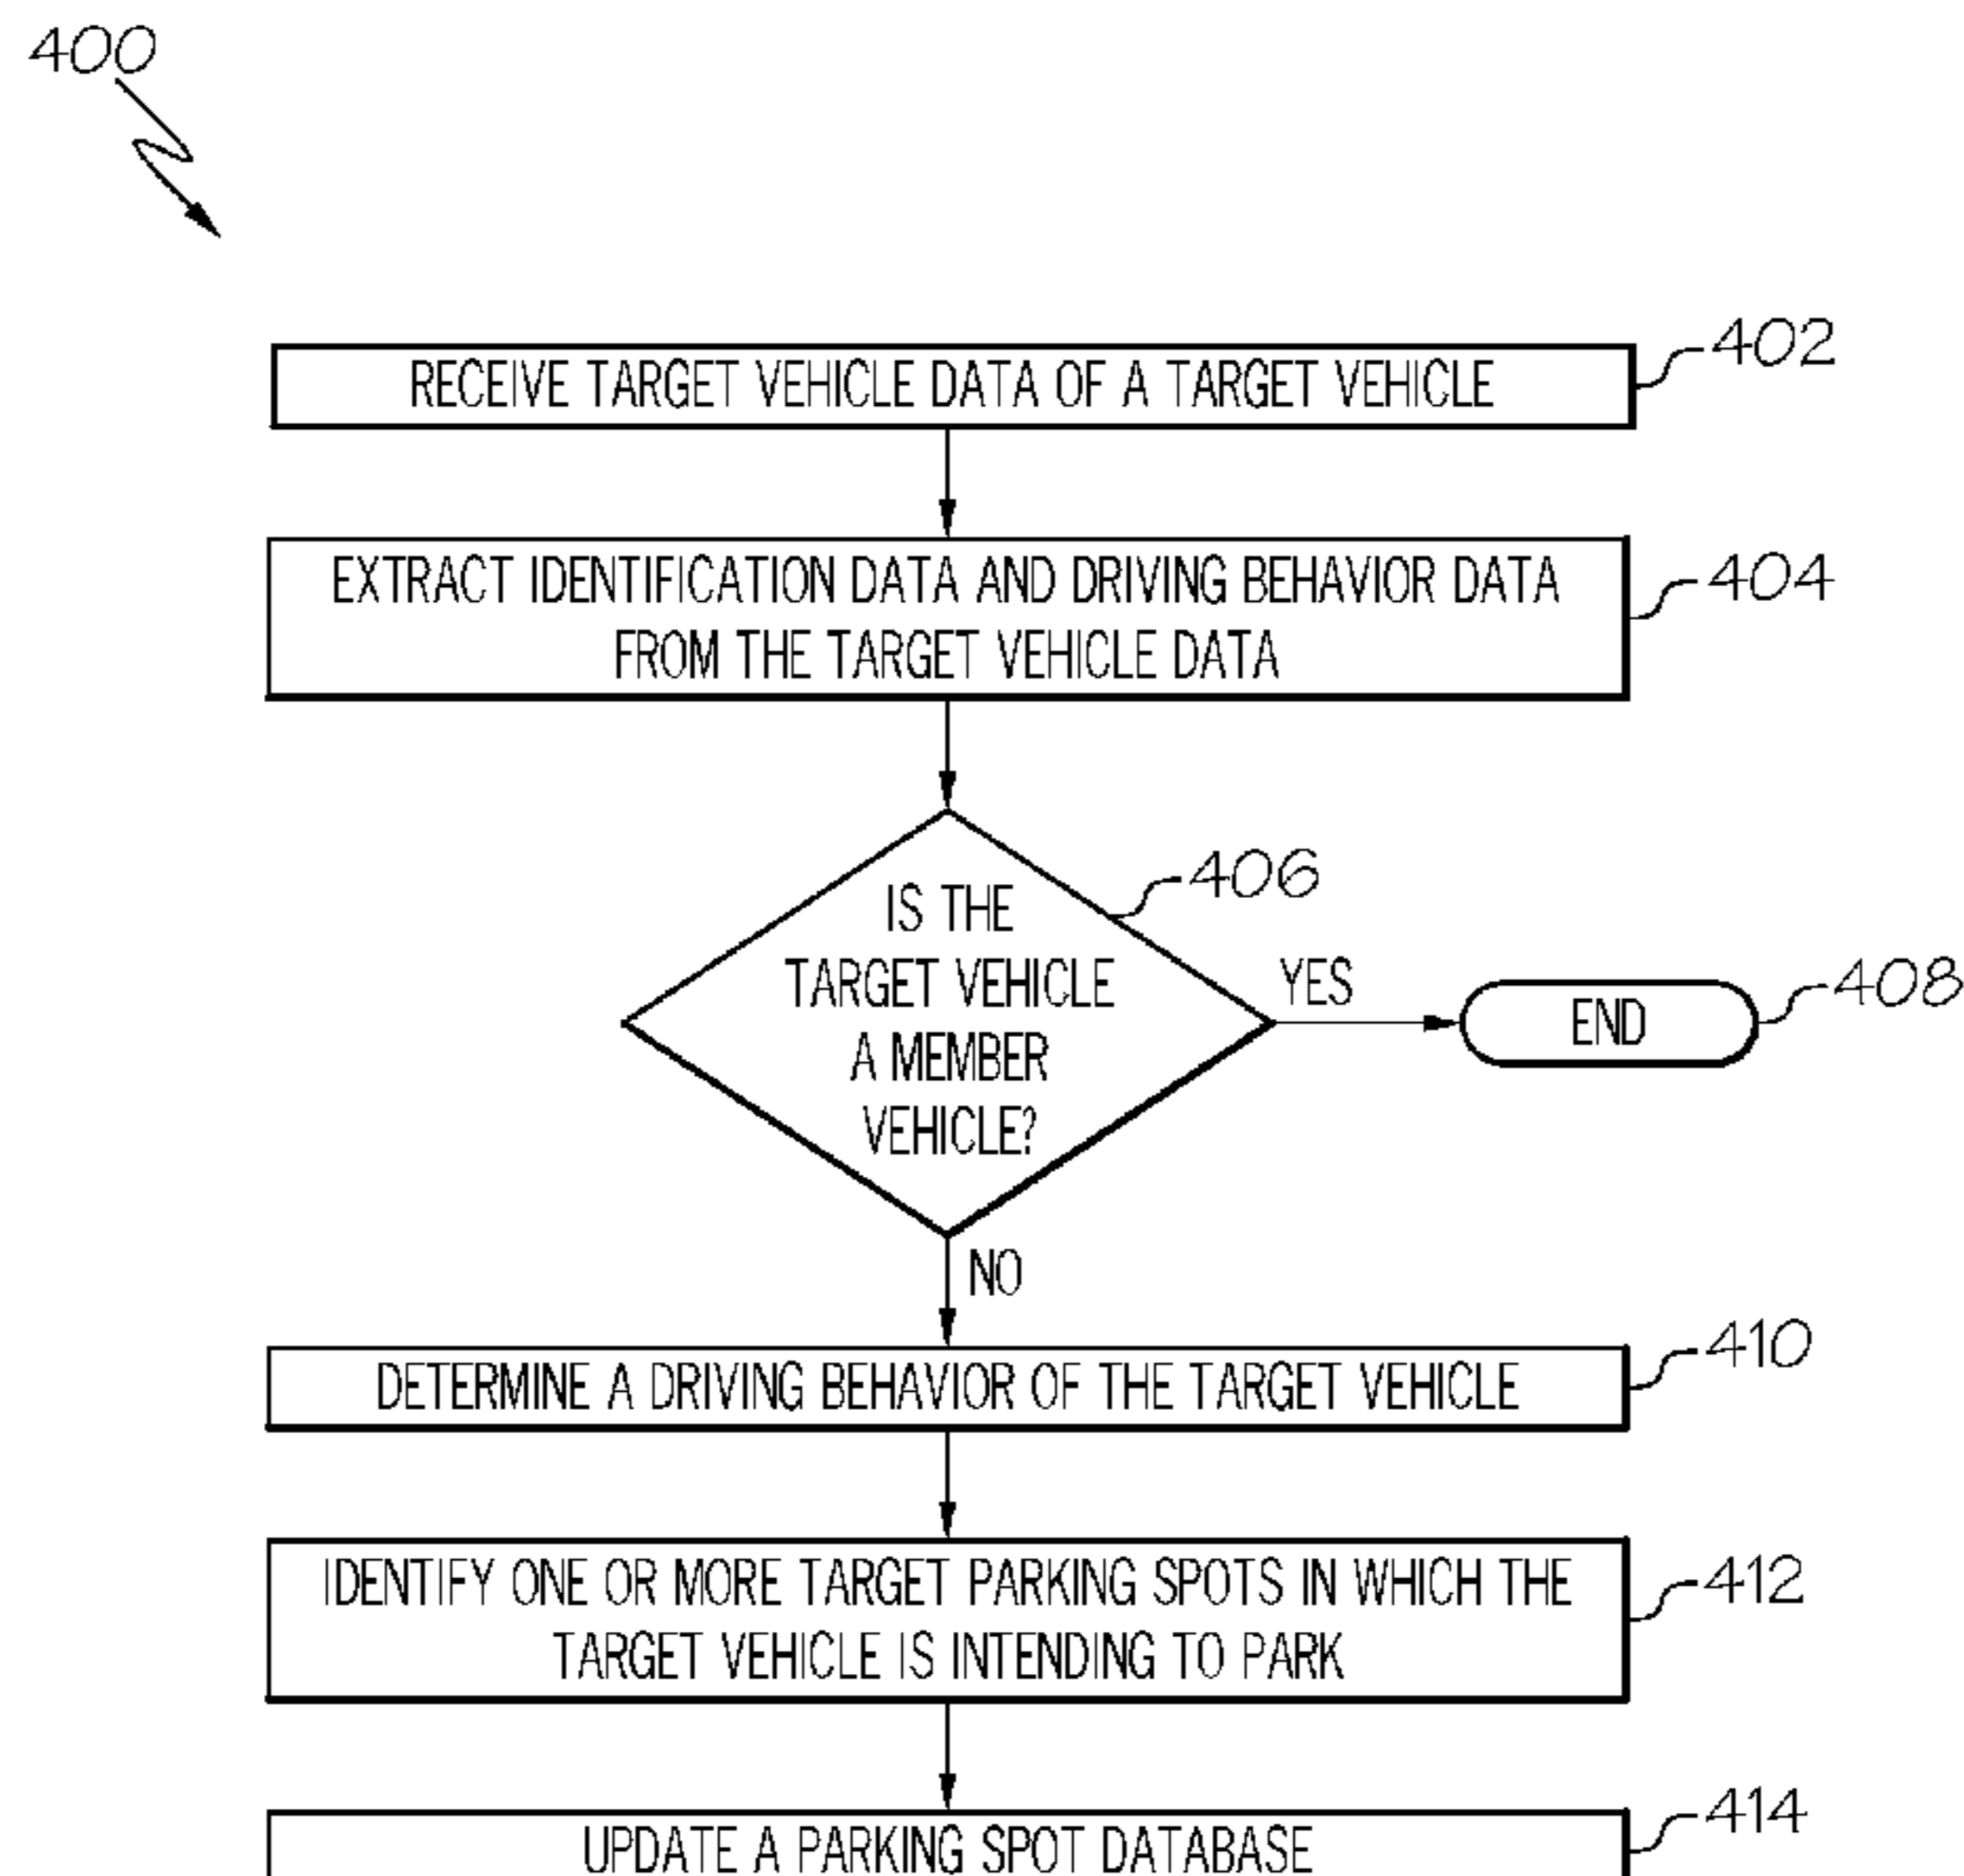 400
RECEIVE TARGET VEHICLE DATA OF A TARGET VEHICLE
402
EXTRACT IDENTIFICATION DATA AND DRIVING BEHAVIOR DATA
FROM THE TARGET VEHICLE DATA
404
IS THE
TARGET VEHICLE
A MEMBER
VEHICLE?
406
YES
END
408
NO
DETERMINE A DRIVING BEHAVIOR OF THE TARGET VEHICLE
410
IDENTIFY ONE OR MORE TARGET PARKING SPOTS IN WHICH THE
TARGET VEHICLE IS INTENDING TO PARK
412
UPDATE A PARKING SPOT DATABASE
414